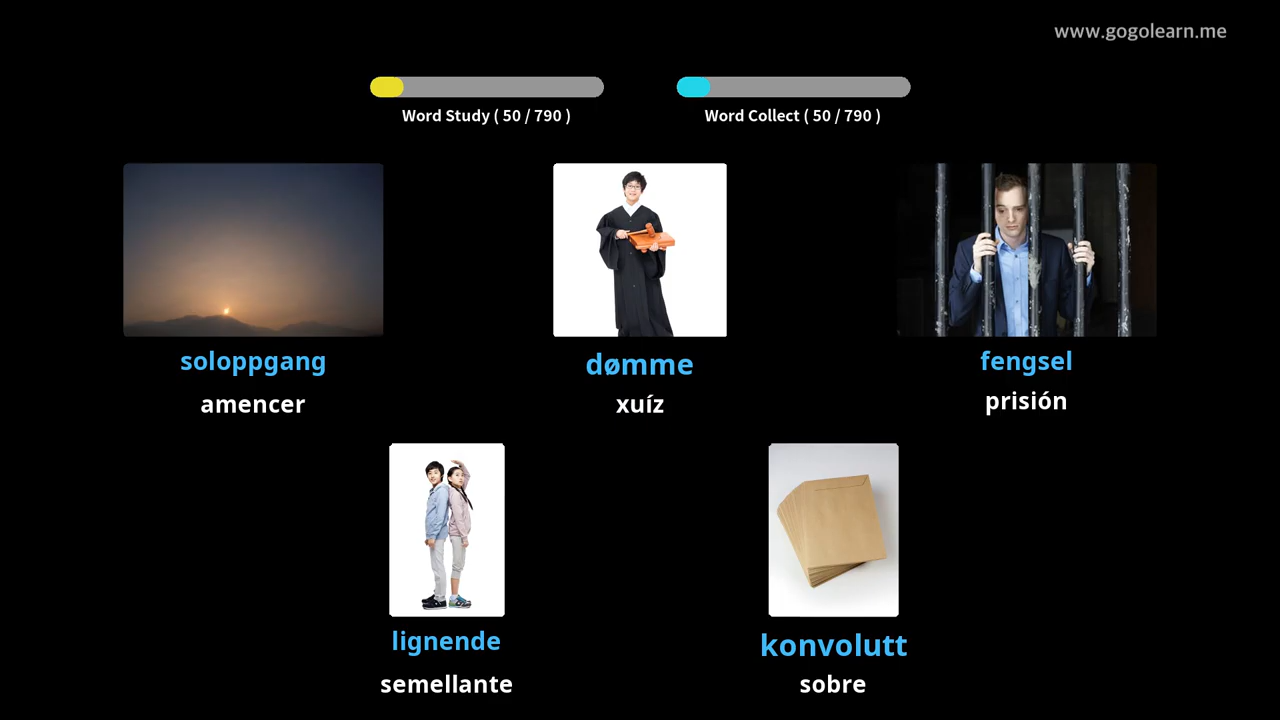 www.gogolearn.me
Word Study ( 50 / 790 )
Word Collect ( 50 / 790 )
soloppgang
amencer
dømme
xuíz
fengsel
prisión
lignende
semellante
konvolutt
sobre